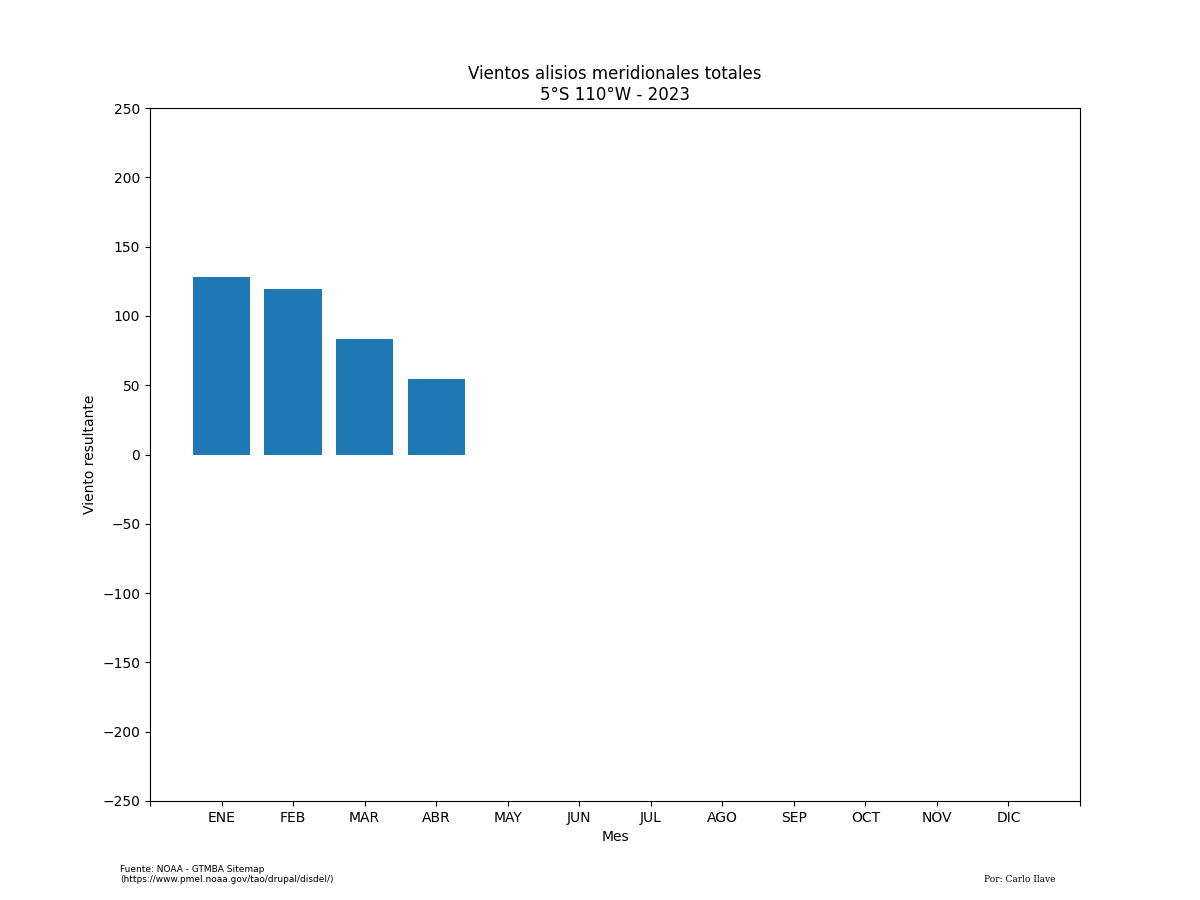 Vientos alisios meridionales totales
5°S 110°W - 2023
250
200
150
100
50
0
−50
−100
−150
−200
−250
Viento resultante
ENE FEB MAR ABR MAY JUN JUL AGO SEP OCT NOV DIC
Mes
Fuente: NOAA - GTMBA Sitemap
(https://www.pmel.noaa.gov/tao/drupal/disdel/)
Por: Carlo Ilave